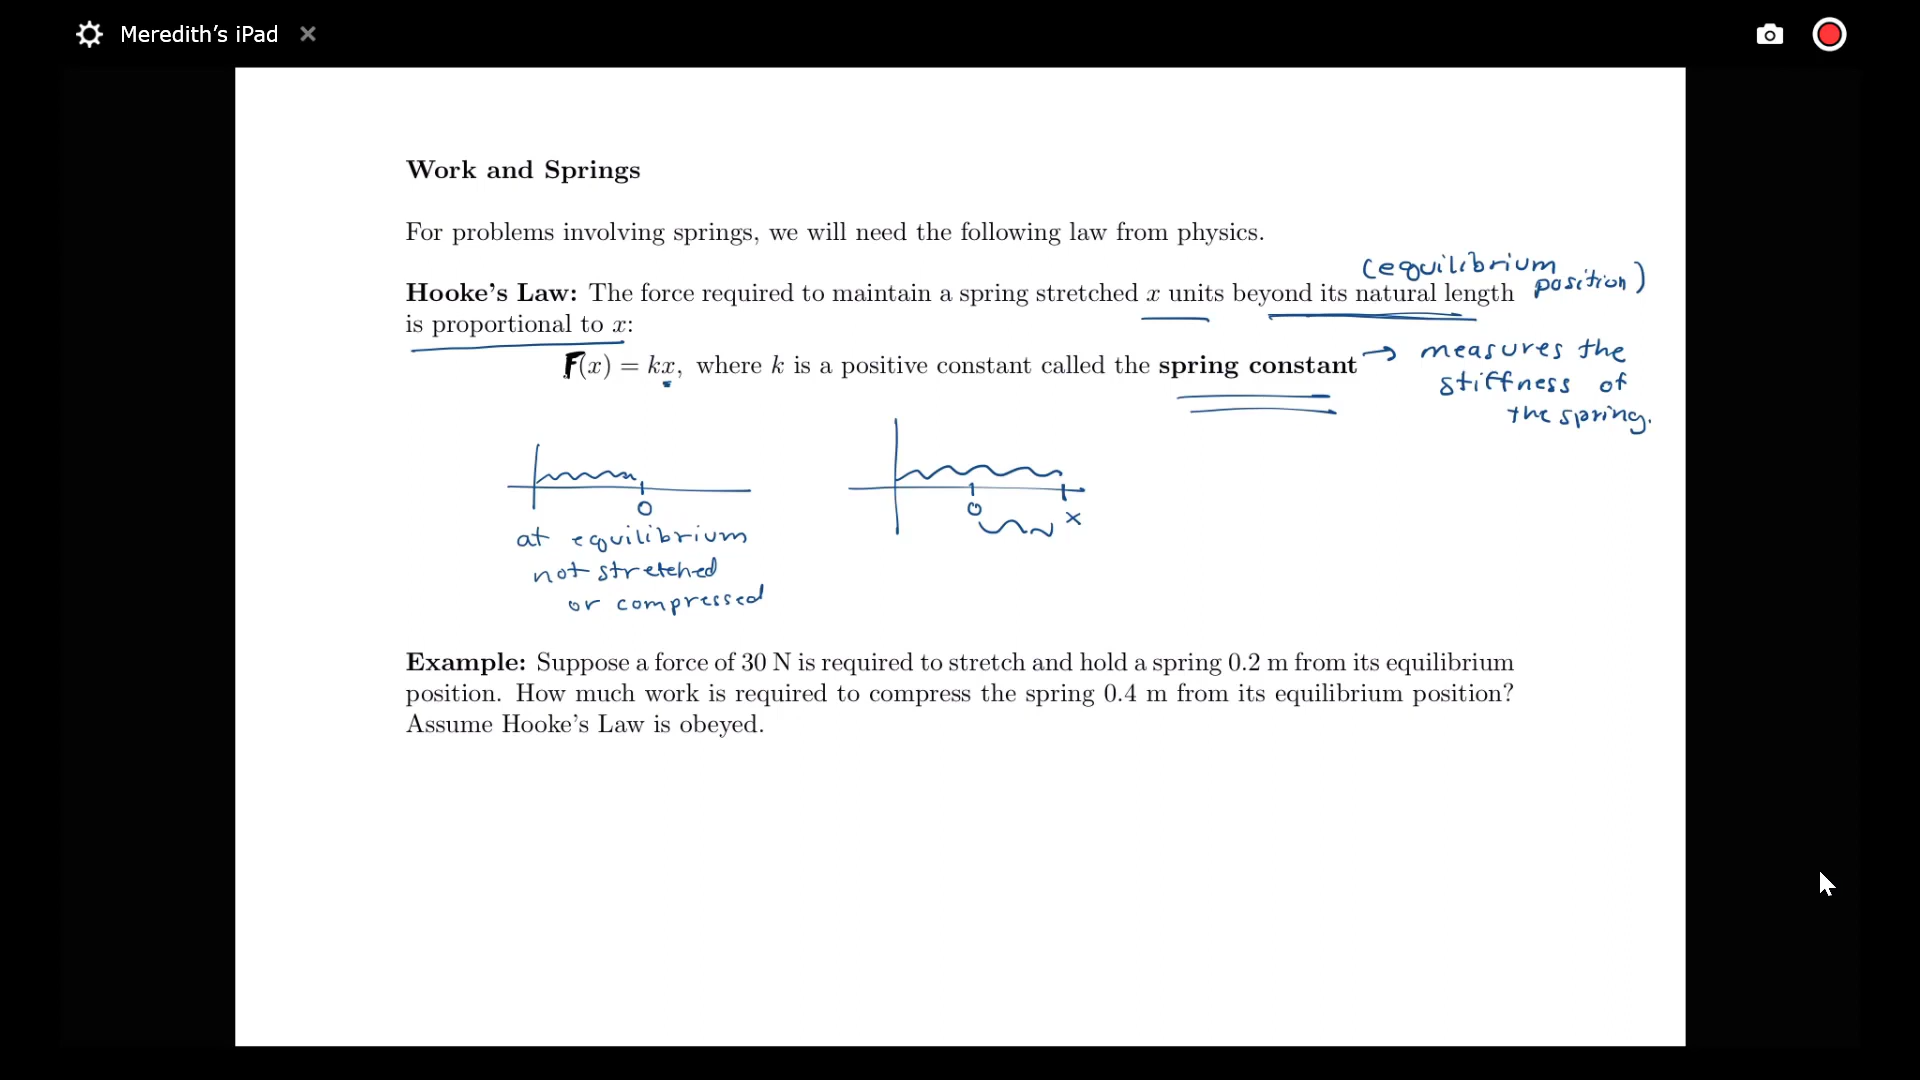 Meredith's iPad
Work and Springs
For problems involving springs, we will need the following law from physics.
(equilibrium
position)
Hooke's Law: The force required to maintain a spring stretched x units beyond its natural length
is proportional to x:
F(x) = kx, where k is a positive constant called the spring constant
→ measures the
stiffness of
the spring.
0
at equilibrium
not stretched
or compressed
0
x
Example: Suppose a force of 30 N is required to stretch and hold a spring 0.2 m from its equilibrium
position. How much work is required to compress the spring 0.4 m from its equilibrium position?
Assume Hooke's Law is obeyed.